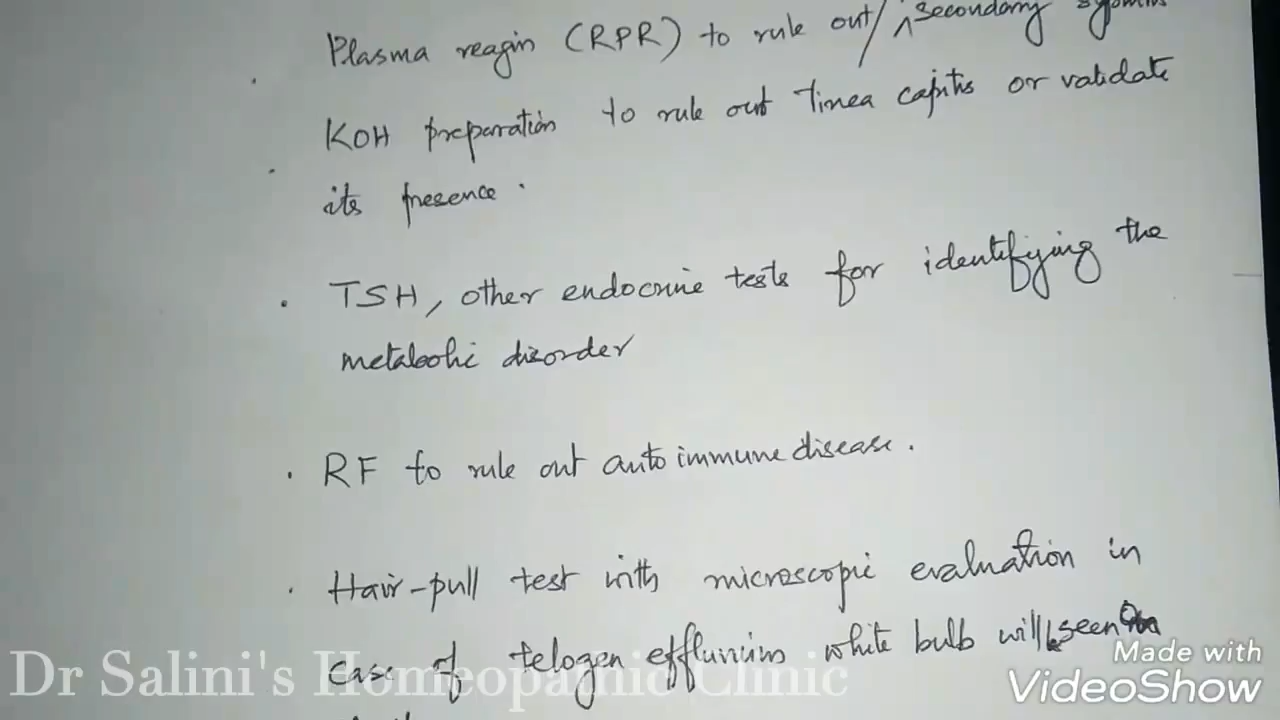 Plasma reagin (RPR) to rule out/ secondary
KOH preparation to rule out Tinea capitis or validate
its presence.
TSH, other endocrine tests for identifying the
metabolic disorder
RF to rule out autoimmune disease.
Hair-pull test with microscopic evaluation in
case of telogen effluvium white bulb will be seen
Dr Salini's Homeopathic Clinic
Made with
VideoShow